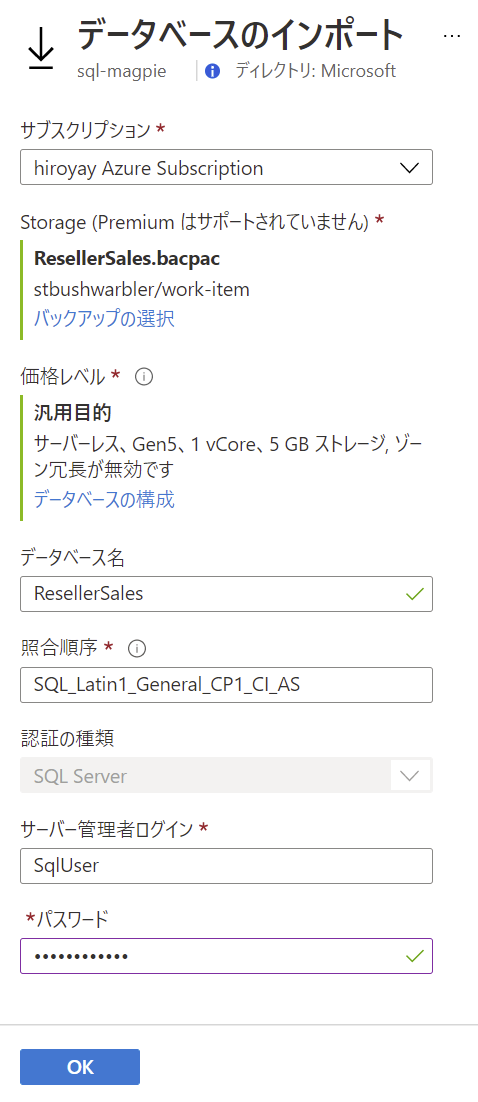 データベースのインポート
...
sql-magpie
ディレクトリ: Microsoft
サブスクリプション *
hiroyay Azure Subscription
Storage (Premium はサポートされていません) *
ResellerSales.bacpac
stbushwarbler/work-item
バックアップの選択
価格レベル *
汎用目的
サーバーレス、Gen5、1 vCore、5 GB ストレージ, ゾー
ン冗長が無効です
データベースの構成
データベース名
ResellerSales
照合順序 *
SQL_Latin1_General_CP1_CI_AS
認証の種類
SQL Server
サーバー管理者ログイン *
SqlUser
*パスワード
••••••••••••
OK